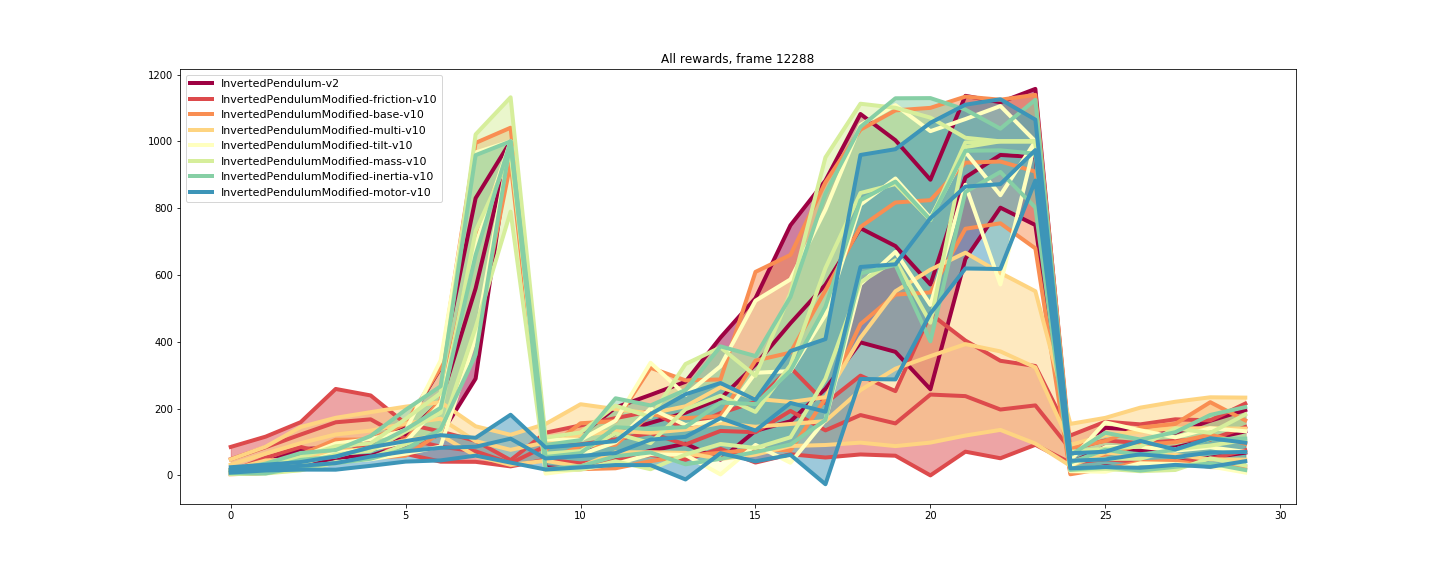 All rewards, frame 12288
1200
1000
800
600
400
200
0
InvertedPendulum-v2
InvertedPendulumModified-friction-v10
InvertedPendulumModified-base-v10
InvertedPendulumModified-multi-v10
InvertedPendulumModified-tilt-v10
InvertedPendulumModified-mass-v10
InvertedPendulumModified-inertia-v10
InvertedPendulumModified-motor-v10
0 5 10 15 20 25 30